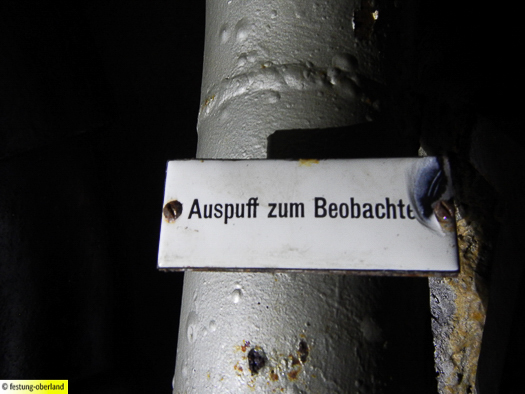 Auspuff zum Beobachte
© festung-oberland